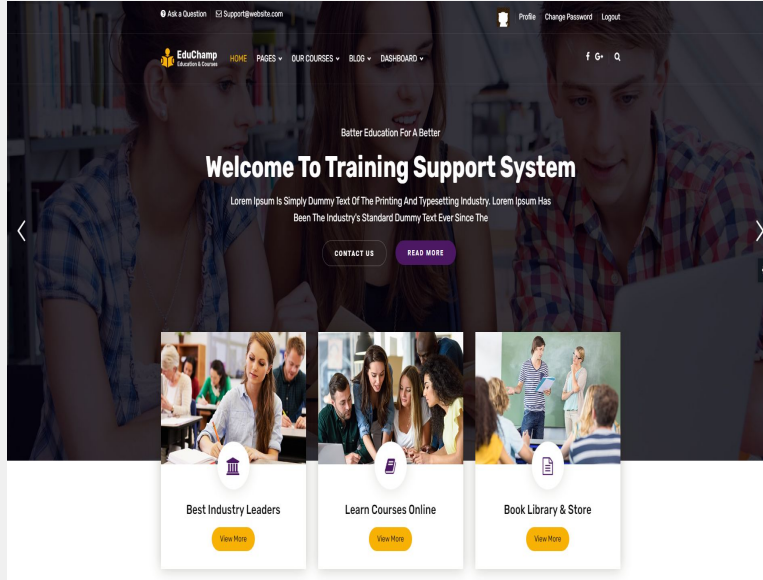 Ask a Question Support@website.com Profile Change Password Logout
EduChamp
Education & Courses
HOME PAGES OUR COURSES BLOG DASHBOARD
Batter Education For A Better
Welcome To Training Support System
Lorem Ipsum Is Simply Dummy Text Of The Printing And Typesetting Industry. Lorem Ipsum Has
Been The Industry's Standard Dummy Text Ever Since The
CONTACT US READ MORE
Best Industry Leaders Learn Courses Online Book Library & Store
View More View More View More